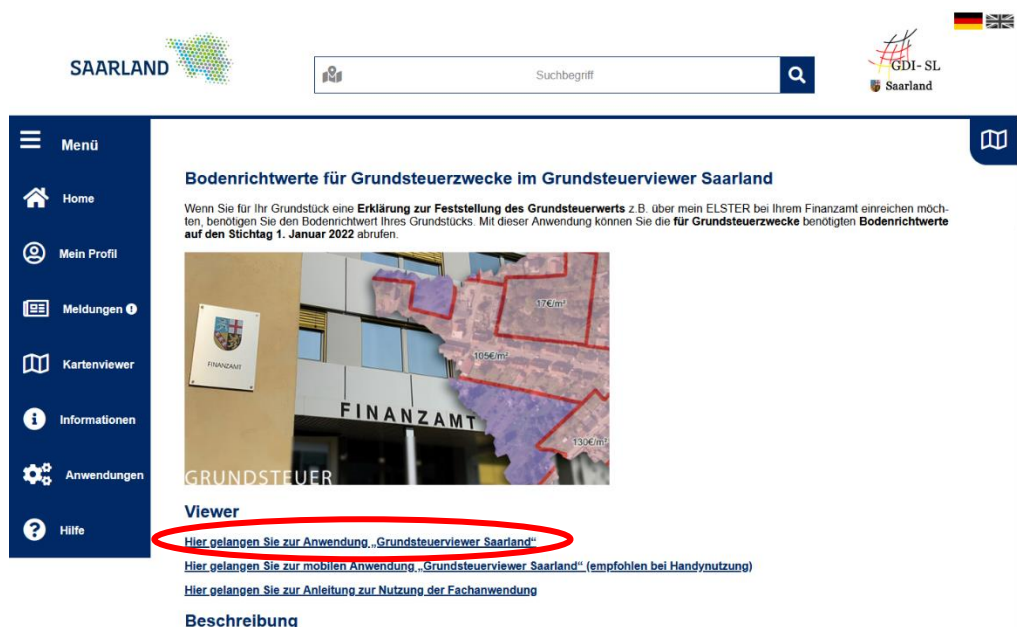 SAARLAND
Suchbegriff
GDI-SL
Saarland
Menü
Home
Mein Profil
Meldungen
Kartenviewer
Informationen
Anwendungen
Hilfe
Bodenrichtwerte für Grundsteuerzwecke im Grundsteuerviewer Saarland
Wenn Sie für Ihr Grundstück eine Erklärung zur Feststellung des Grundsteuerwerts z.B. über mein ELSTER bei Ihrem Finanzamt einreichen möch-
ten, benötigen Sie den Bodenrichtwert Ihres Grundstücks. Mit dieser Anwendung können Sie die für Grundsteuerzwecke benötigten Bodenrichtwerte
auf den Stichtag 1. Januar 2022 abrufen.
17€/m²
105€/m²
FINANZAMT
FINANZAMT
130€/m²
GRUNDSTEUER
Viewer
Hier gelangen Sie zur Anwendung „Grundsteuerviewer Saarland“
Hier gelangen Sie zur mobilen Anwendung „Grundsteuerviewer Saarland“ (empfohlen bei Handynutzung)
Hier gelangen Sie zur Anleitung zur Nutzung der Fachanwendung
Beschreibung